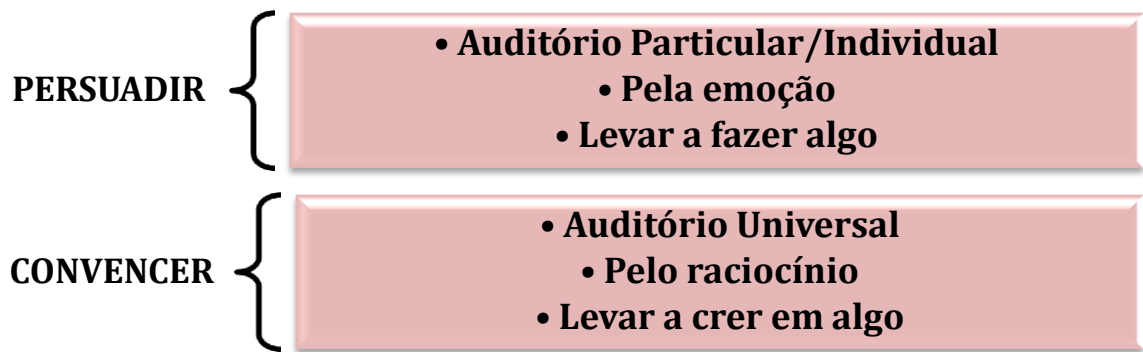 PERSUADIR
• Auditório Particular/Individual
• Pela emoção
• Levar a fazer algo
CONVENCER
• Auditório Universal
• Pelo raciocínio
• Levar a crer em algo